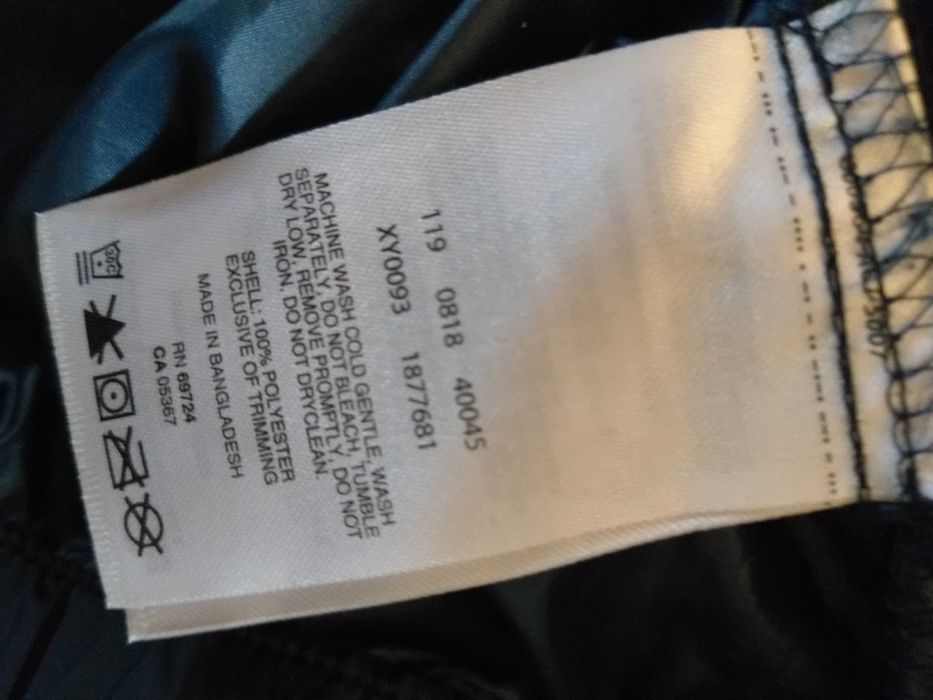 119 0818 40045
XY0093 1877681
MACHINE WASH COLD GENTLE, WASH
SEPARATELY, DO NOT BLEACH, TUMBLE
DRY LOW, REMOVE PROMPTLY, DO NOT
IRON, DO NOT DRYCLEAN.
SHELL: 100% POLYESTER
EXCLUSIVE OF TRIMMING
MADE IN BANGLADESH
RN 69724
CA 05367
30°C